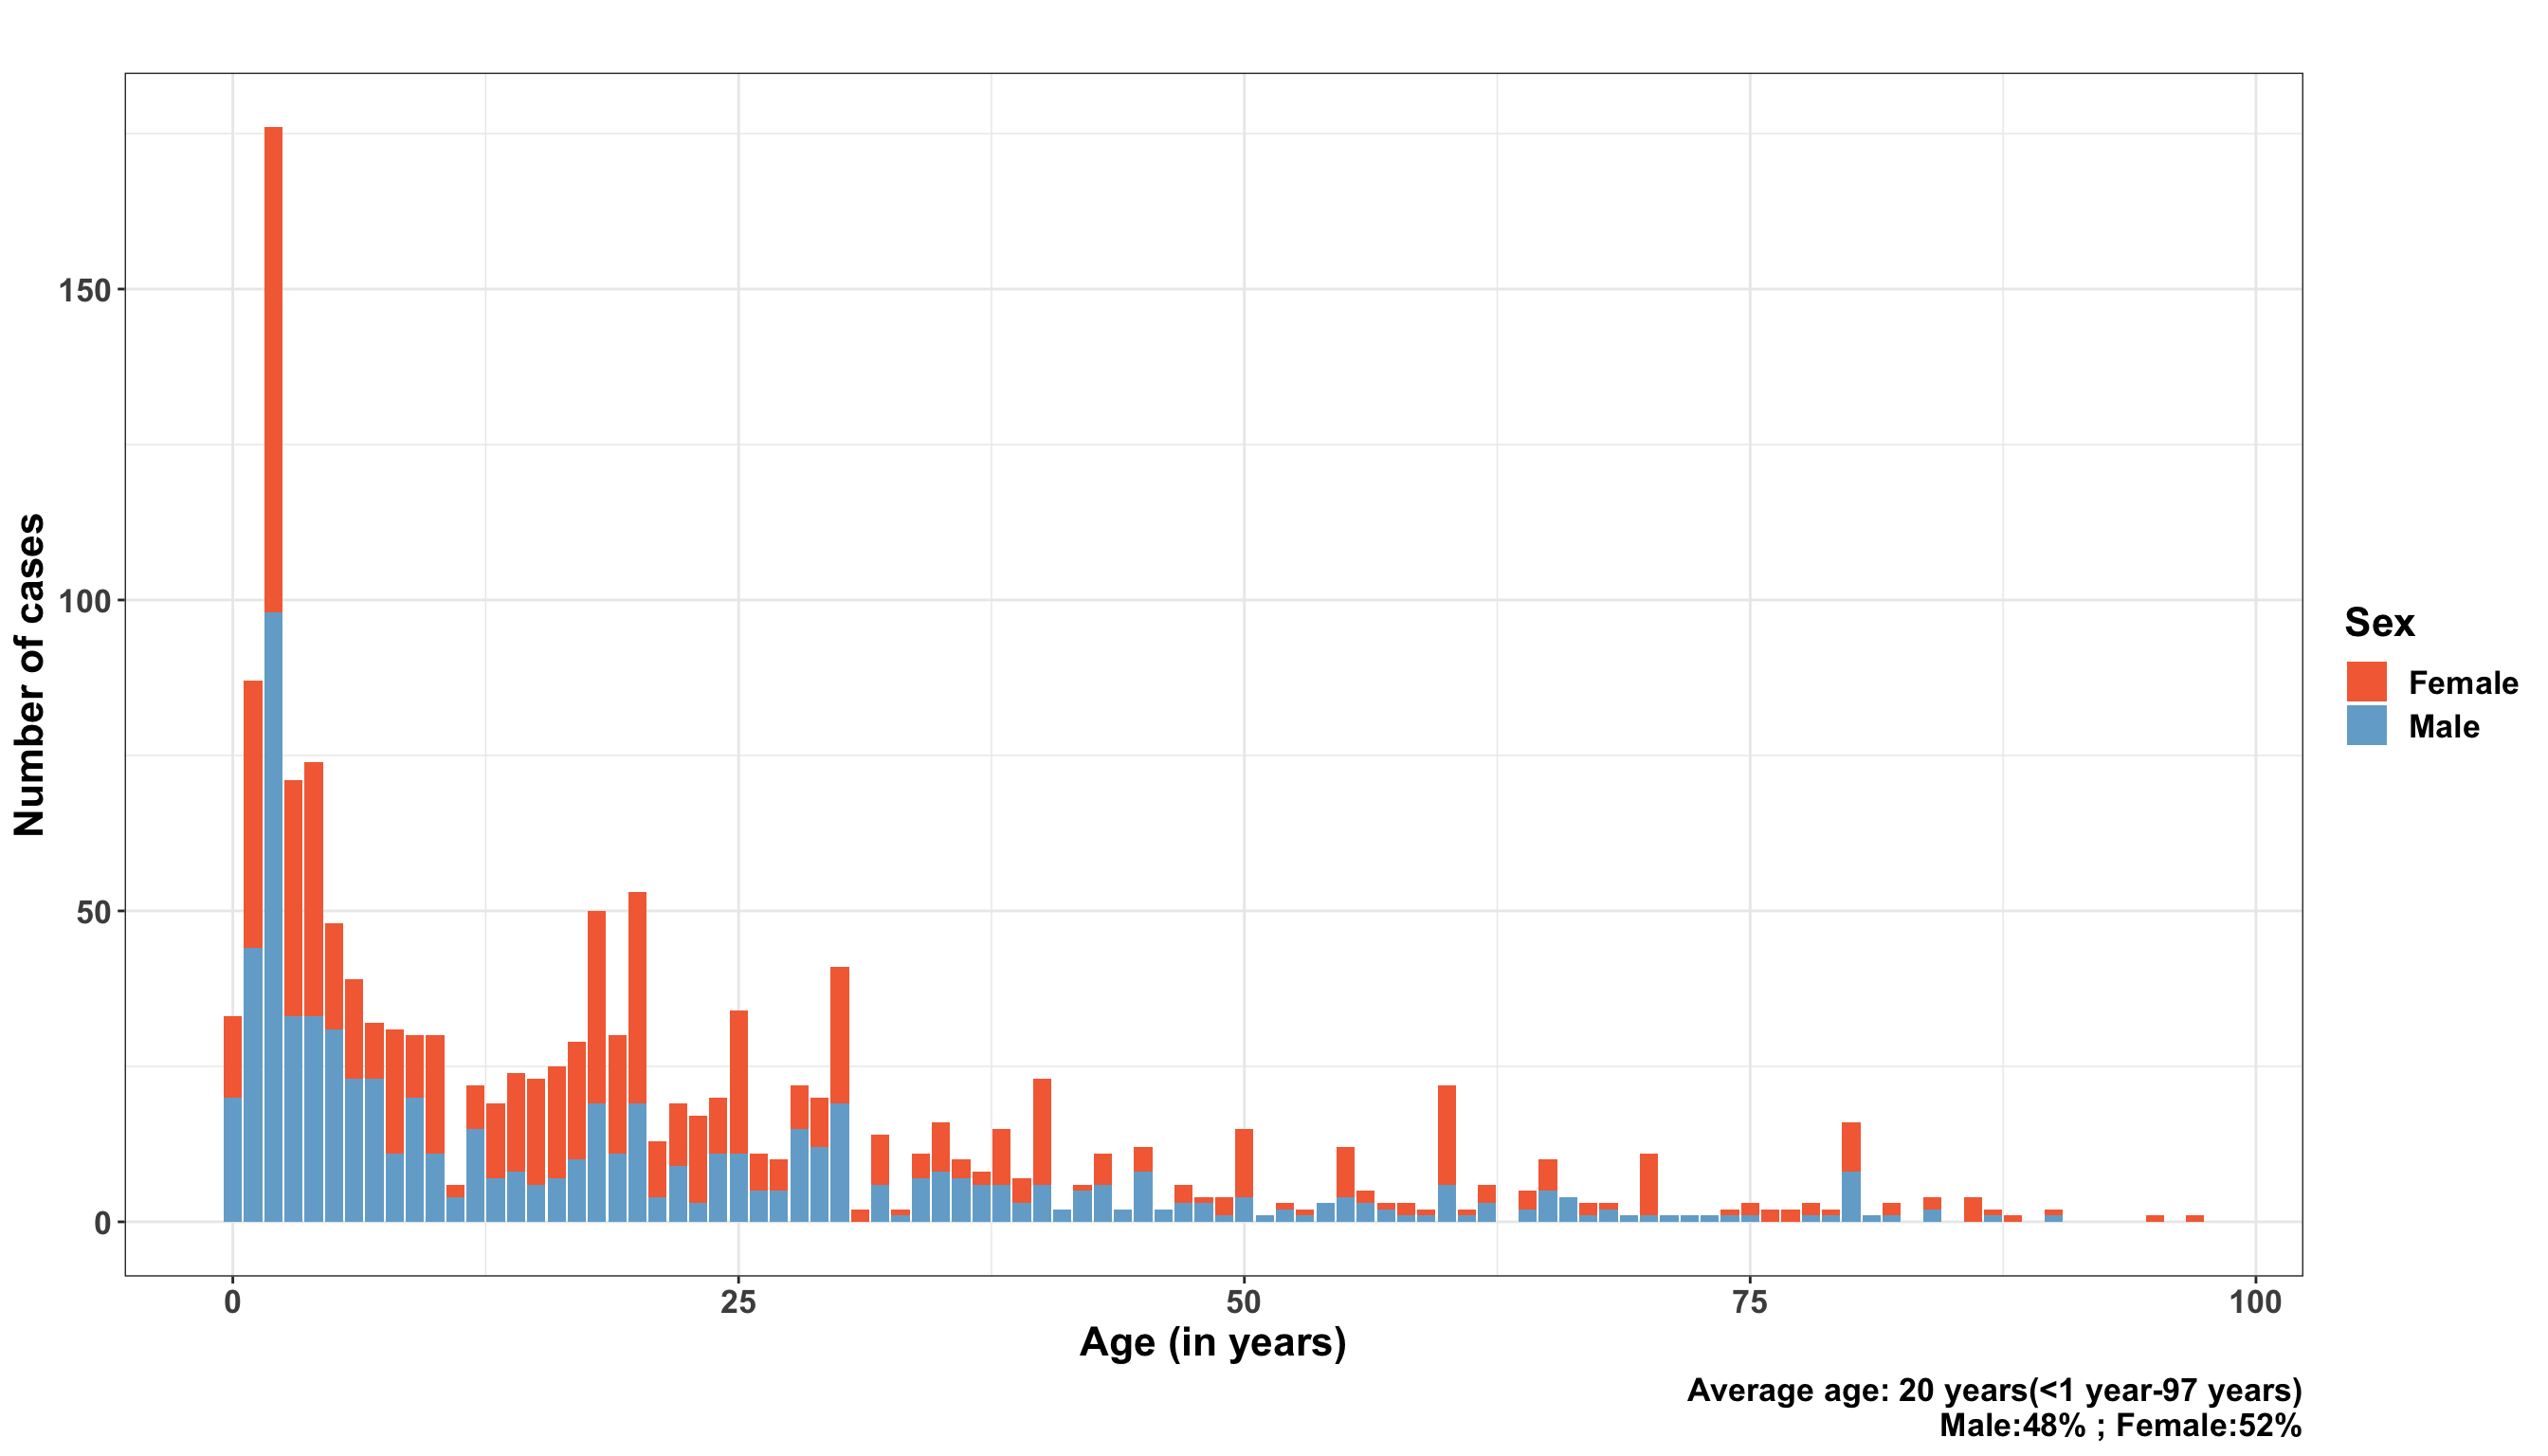 Number of cases
150
100
50
0
0 25 50 75 100
Age (in years)
Sex
Female
Male
Average age: 20 years(<1 year-97 years)
Male:48% ; Female:52%